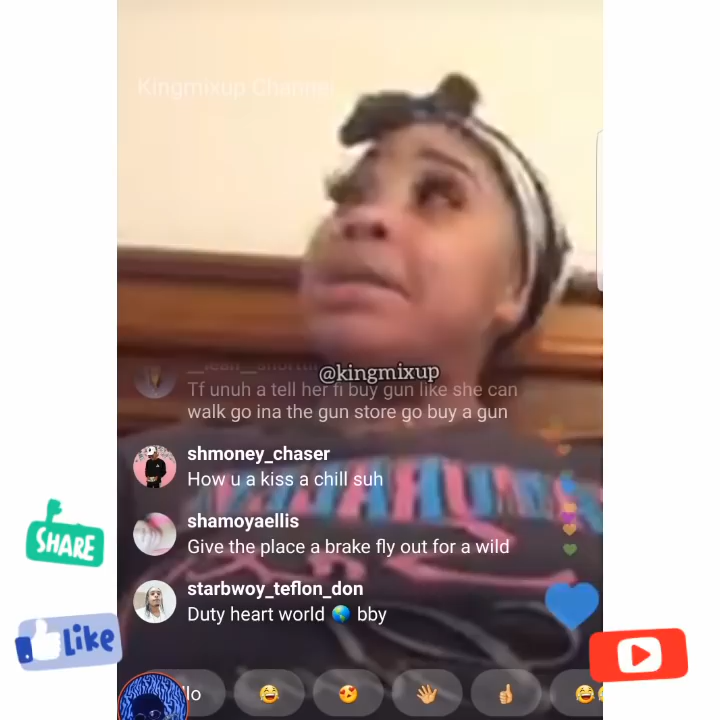 Kingmixup Channel
@kingmixup
Tf unuh a tell her fi buy gun like she can
walk go ina the gun store go buy a gun
shmoney_chaser
How u a kiss a chill suh
shamoyaellis
Give the place a brake fly out for a wild
starbwoy_teflon_don
Duty heart world 🌎 bby
SHARE
Like
llo